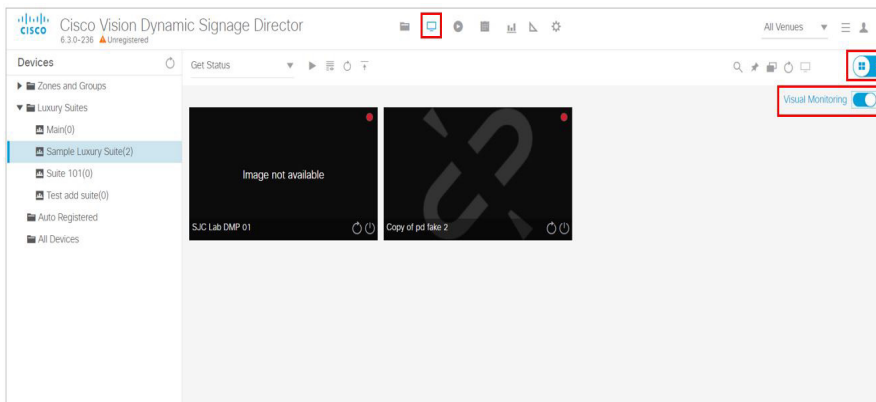 CISCO
Cisco Vision Dynamic Signage Director
6.3.0-236 Unregistered
All Venues
Devices
Get Status
Visual Monitoring
Zones and Groups
Luxury Suites
Main(0)
Sample Luxury Suite(2)
Suite 101(0)
Test add suite(0)
Auto Registered
All Devices
Image not available
SJC Lab DMP 01
Copy of pd fake 2